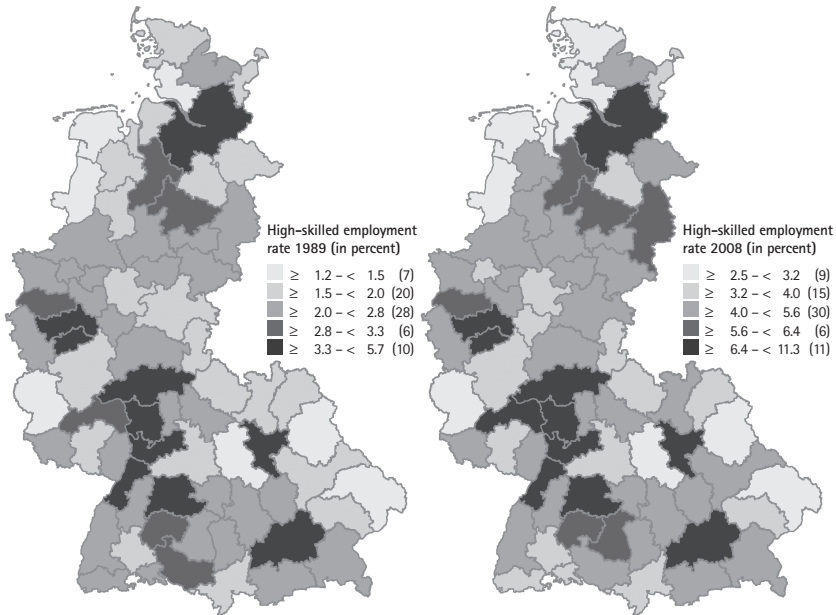 High-skilled employment
rate 1989 (in percent)
≥ 1.2 – < 1.5 (7)
≥ 1.5 – < 2.0 (20)
≥ 2.0 – < 2.8 (28)
≥ 2.8 – < 3.3 (6)
≥ 3.3 – < 5.7 (10)
High-skilled employment
rate 2008 (in percent)
≥ 2.5 – < 3.2 (9)
≥ 3.2 – < 4.0 (15)
≥ 4.0 – < 5.6 (30)
≥ 5.6 – < 6.4 (6)
≥ 6.4 – < 11.3 (11)